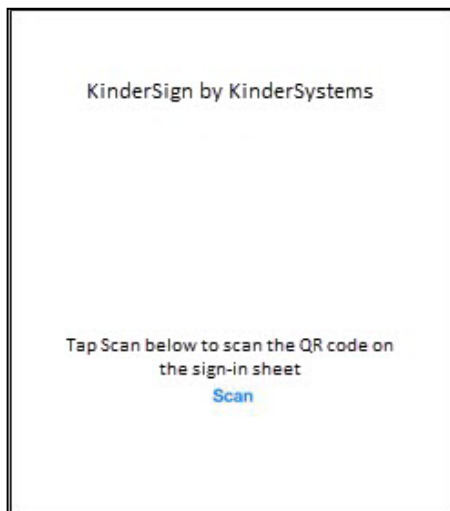 KinderSign by KinderSystems
Tap Scan below to scan the QR code on
the sign-in sheet
Scan